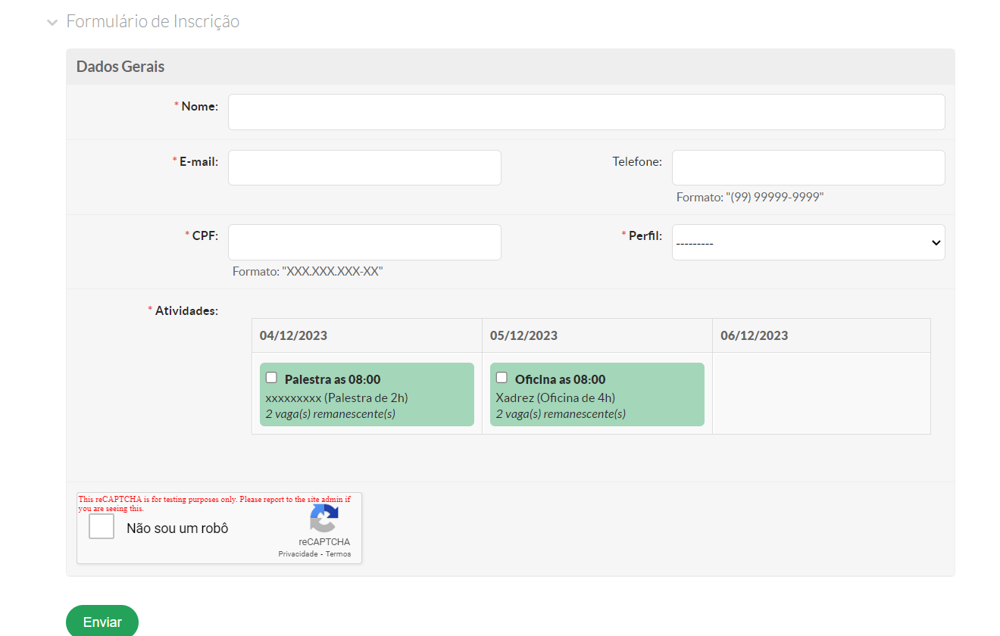 Formulário de Inscrição
Dados Gerais
* Nome:
* E-mail:
Telefone:
Formato: "(99) 99999-9999"
* CPF:
* Perfil:
---------
Formato: "XXX.XXX.XXX-XX"
* Atividades:
04/12/2023
05/12/2023
06/12/2023
Palestra as 08:00
xxxxxxxxx (Palestra de 2h)
2 vaga(s) remanescente(s)
Oficina as 08:00
Xadrez (Oficina de 4h)
2 vaga(s) remanescente(s)
This reCAPTCHA is for testing purposes only. Please report to the site admin if
you are seeing this.
Não sou um robô
reCAPTCHA
Privacidade - Termos
Enviar